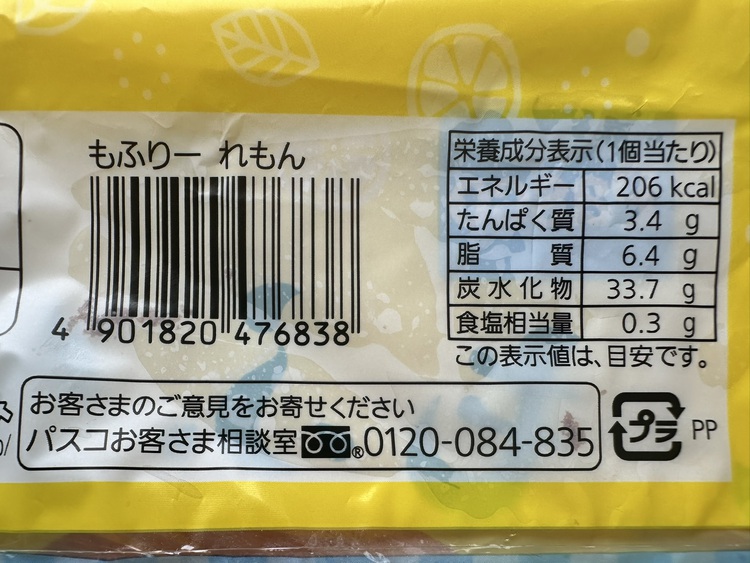 もふりー れもん
4 901820 476838
栄養成分表示(1個当たり)
エネルギー 206 kcal
たんぱく質 3.4 g
脂質 6.4 g
炭水化物 33.7 g
食塩相当量 0.3 g
この表示値は、目安です。
お客さまのご意見をお寄せください
パスコお客さま相談室 ®0120-084-835
プラ PP